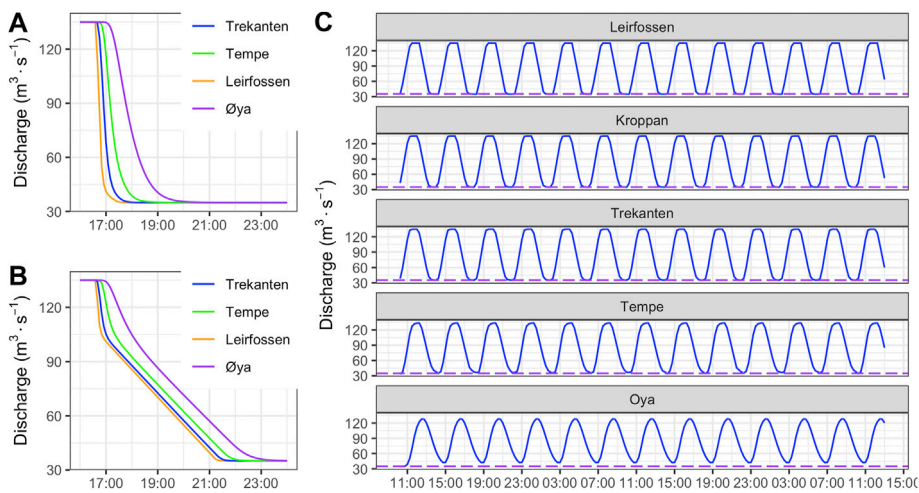 A
Discharge (m³ · s⁻¹)
120
90
60
30
17:00 19:00 21:00 23:00
Trekanten
Tempe
Leirfossen
Øya
B
Discharge (m³ · s⁻¹)
120
90
60
30
17:00 19:00 21:00 23:00
Trekanten
Tempe
Leirfossen
Øya
C
Discharge (m³ · s⁻¹)
Leirfossen
120
90
60
30
Kroppan
120
90
60
30
Trekanten
120
90
60
30
Tempe
120
90
60
30
Oya
120
90
60
30
11:00 15:00 19:00 23:00 03:00 07:00 11:00 15:00 19:00 23:00 03:00 07:00 11:00 15:00